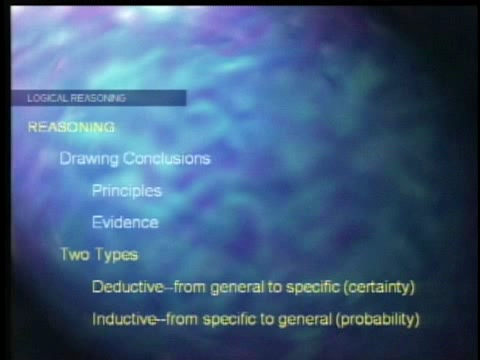 LOGICAL REASONING
REASONING
Drawing Conclusions
Principles
Evidence
Two Types
Deductive--from general to specific (certainty)
Inductive--from specific to general (probability)